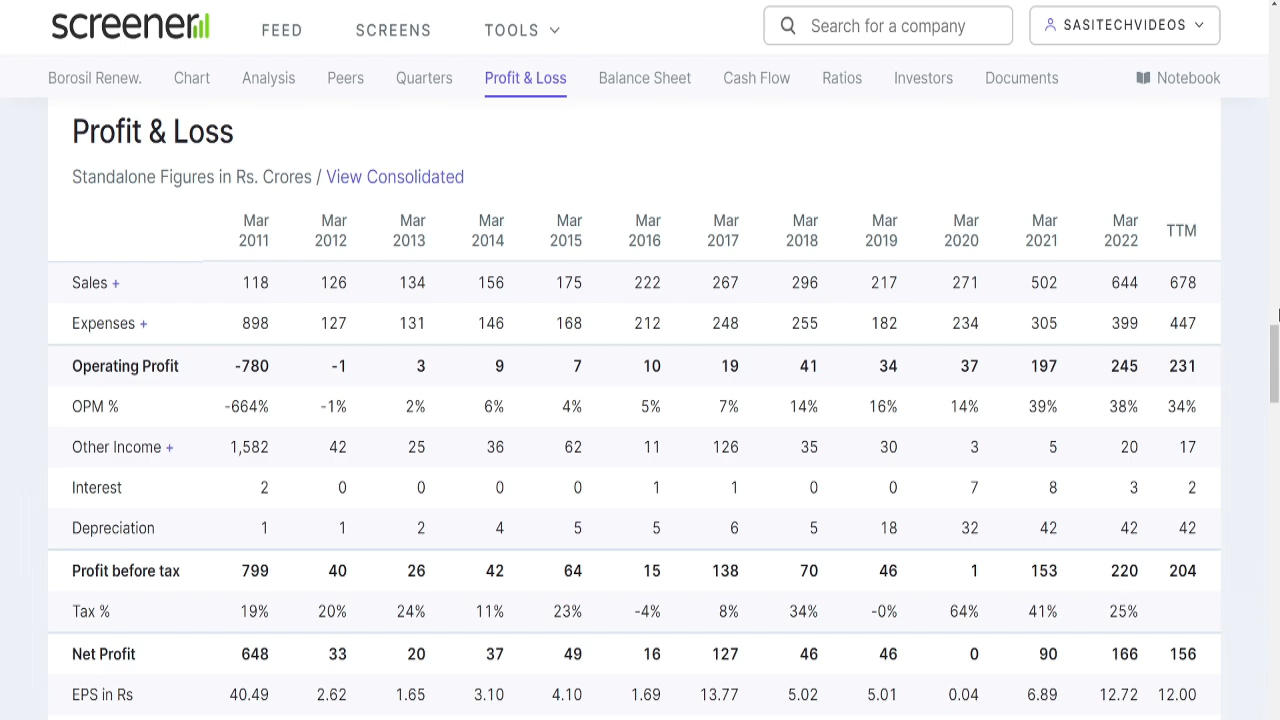 screener FEED SCREENS TOOLS Search for a company SASITECHVIDEOS
Borosil Renew. Chart Analysis Peers Quarters Profit & Loss Balance Sheet Cash Flow Ratios Investors Documents Notebook
Profit & Loss
Standalone Figures in Rs. Crores / View Consolidated
Mar Mar Mar Mar Mar Mar Mar Mar Mar Mar Mar Mar TTM
2011 2012 2013 2014 2015 2016 2017 2018 2019 2020 2021 2022
Sales + 118 126 134 156 175 222 267 296 217 271 502 644 678
Expenses + 898 127 131 146 168 212 248 255 182 234 305 399 447
Operating Profit -780 -1 3 9 7 10 19 41 34 37 197 245 231
OPM % -664% -1% 2% 6% 4% 5% 7% 14% 16% 14% 39% 38% 34%
Other Income + 1,582 42 25 36 62 11 126 35 30 3 5 20 17
Interest 2 0 0 0 0 1 1 0 0 7 8 3 2
Depreciation 1 1 2 4 5 5 6 5 18 32 42 42 42
Profit before tax 799 40 26 42 64 15 138 70 46 1 153 220 204
Tax % 19% 20% 24% 11% 23% -4% 8% 34% -0% 64% 41% 25%
Net Profit 648 33 20 37 49 16 127 46 46 0 90 166 156
EPS in Rs 40.49 2.62 1.65 3.10 4.10 1.69 13.77 5.02 5.01 0.04 6.89 12.72 12.00